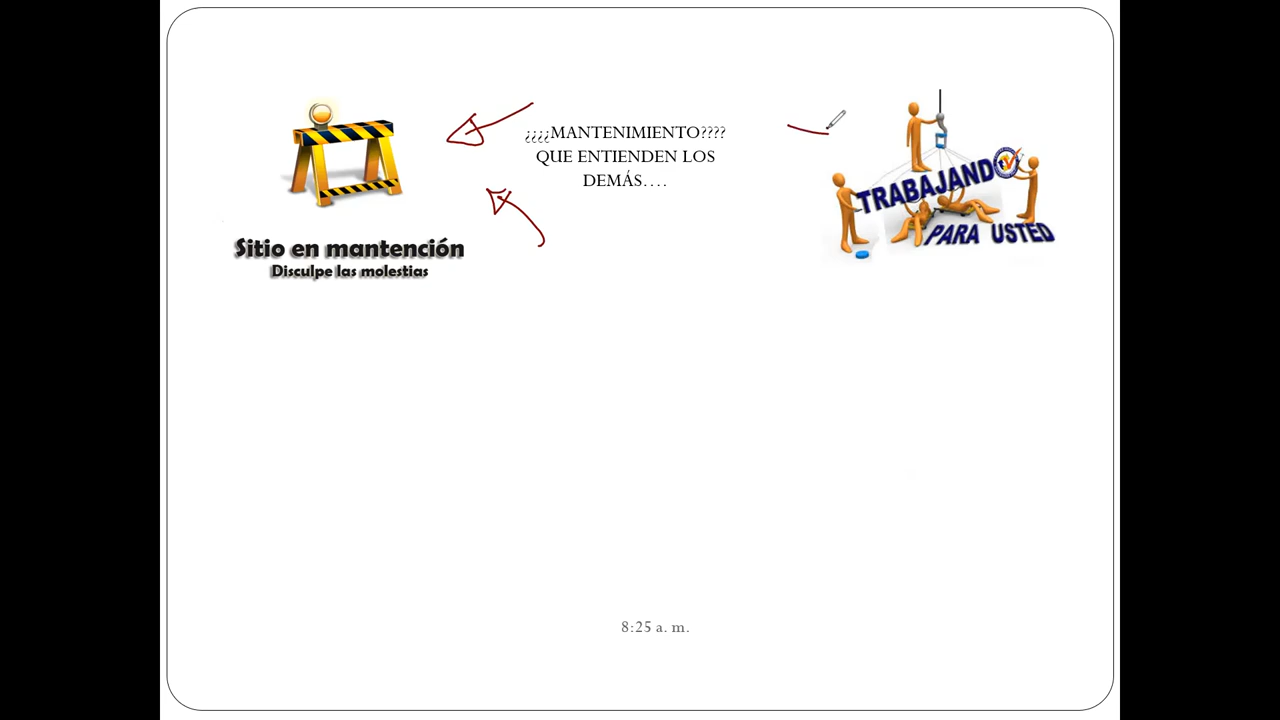 ¿¿¿¿MANTENIMIENTO????
QUE ENTIENDEN LOS
DEMÁS….
Sitio en mantención
Disculpe las molestias
TRABAJANDO
PARA USTED
8:25 a. m.